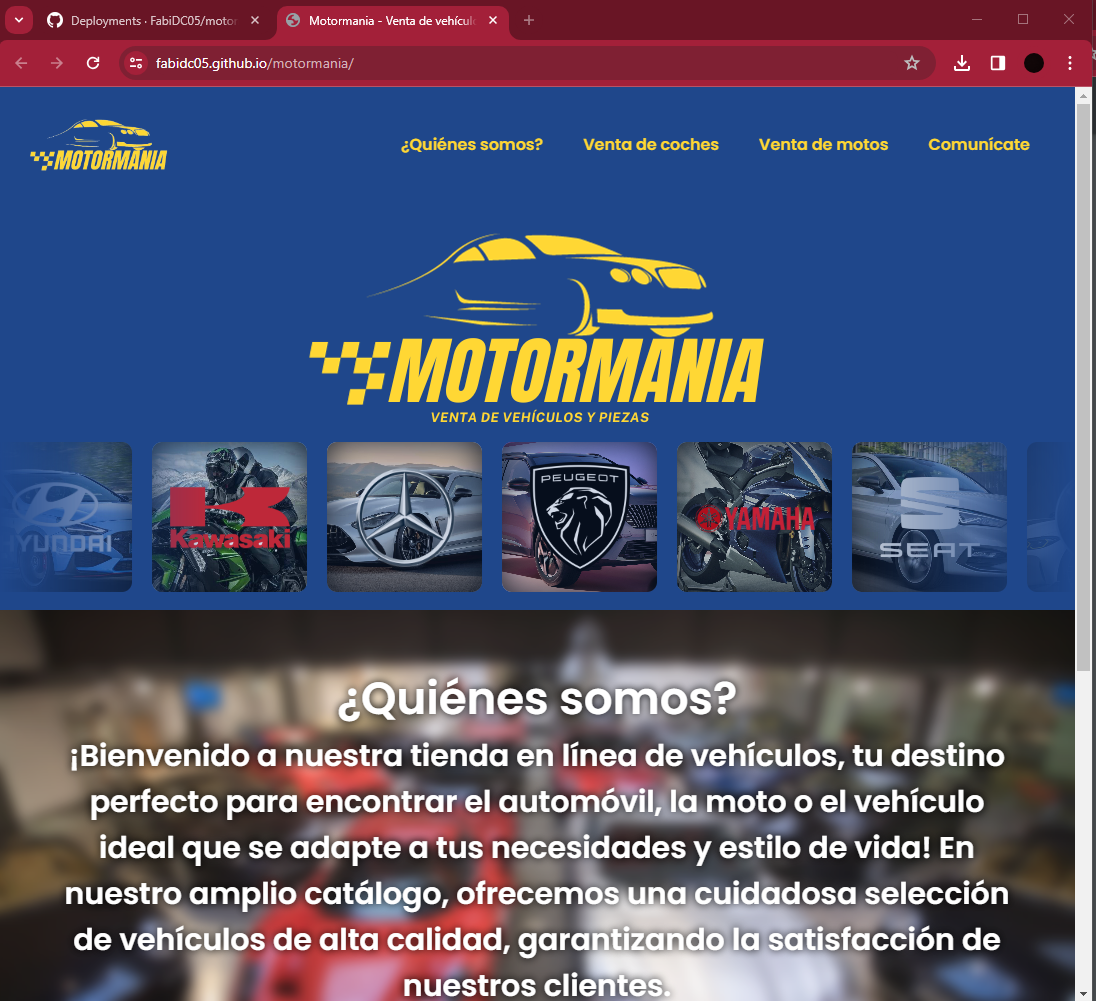 Deployments · FabiDC05/motor
Motormania - Venta de vehícul
fabidc05.github.io/motormania/
MOTORMANIA
¿Quiénes somos?
Venta de coches
Venta de motos
Comunícate
MOTORMANIA
VENTA DE VEHÍCULOS Y PIEZAS
HYUNDAI
Kawasaki
PEUGEOT
YAMAHA
SEAT
¿Quiénes somos?
¡Bienvenido a nuestra tienda en línea de vehículos, tu destino
perfecto para encontrar el automóvil, la moto o el vehículo
ideal que se adapte a tus necesidades y estilo de vida! En
nuestro amplio catálogo, ofrecemos una cuidadosa selección
de vehículos de alta calidad, garantizando la satisfacción de
nuestros clientes.